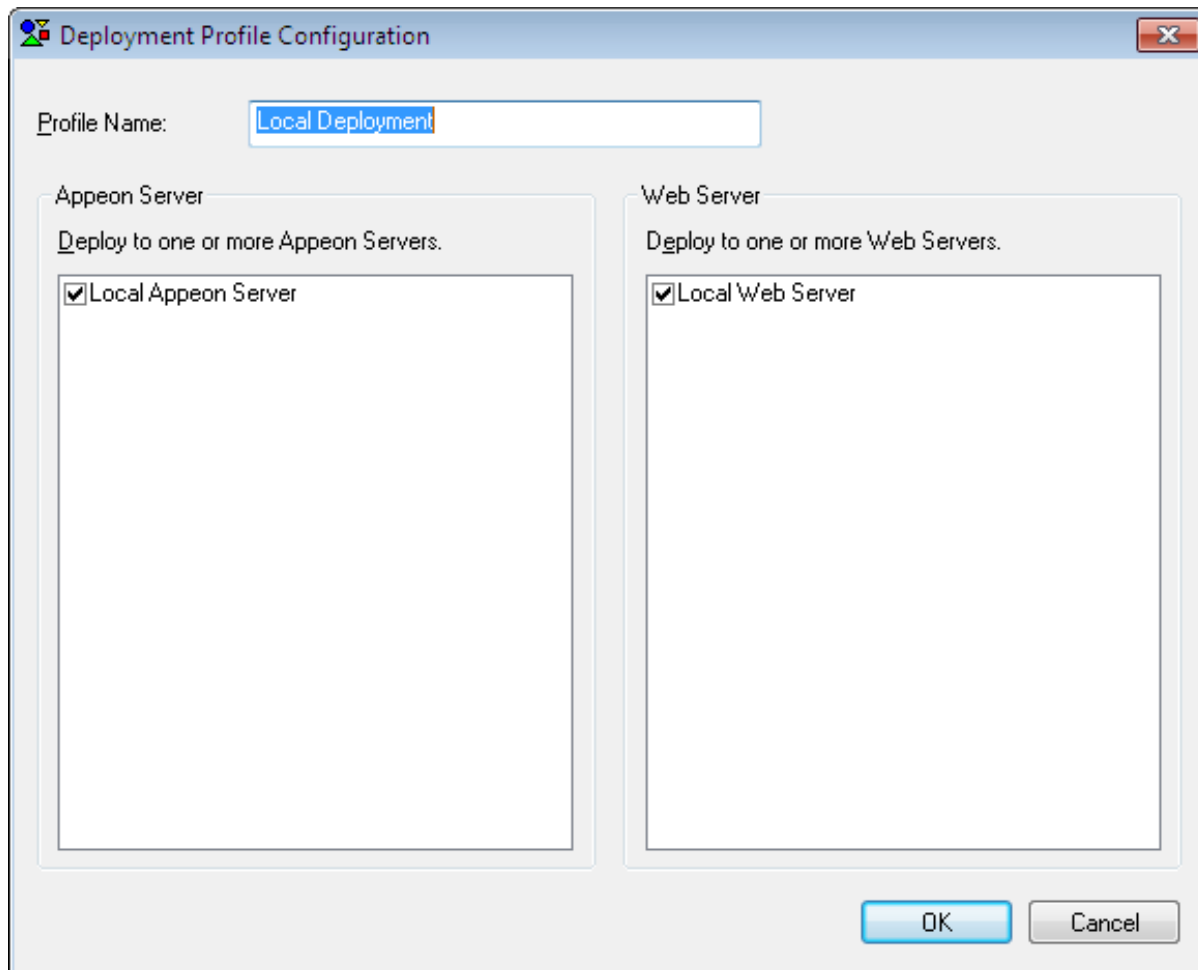 Deployment Profile Configuration
Profile Name:
Local Deployment
Appeon Server
Deploy to one or more Appeon Servers.
Local Appeon Server
Web Server
Deploy to one or more Web Servers.
Local Web Server
OK
Cancel